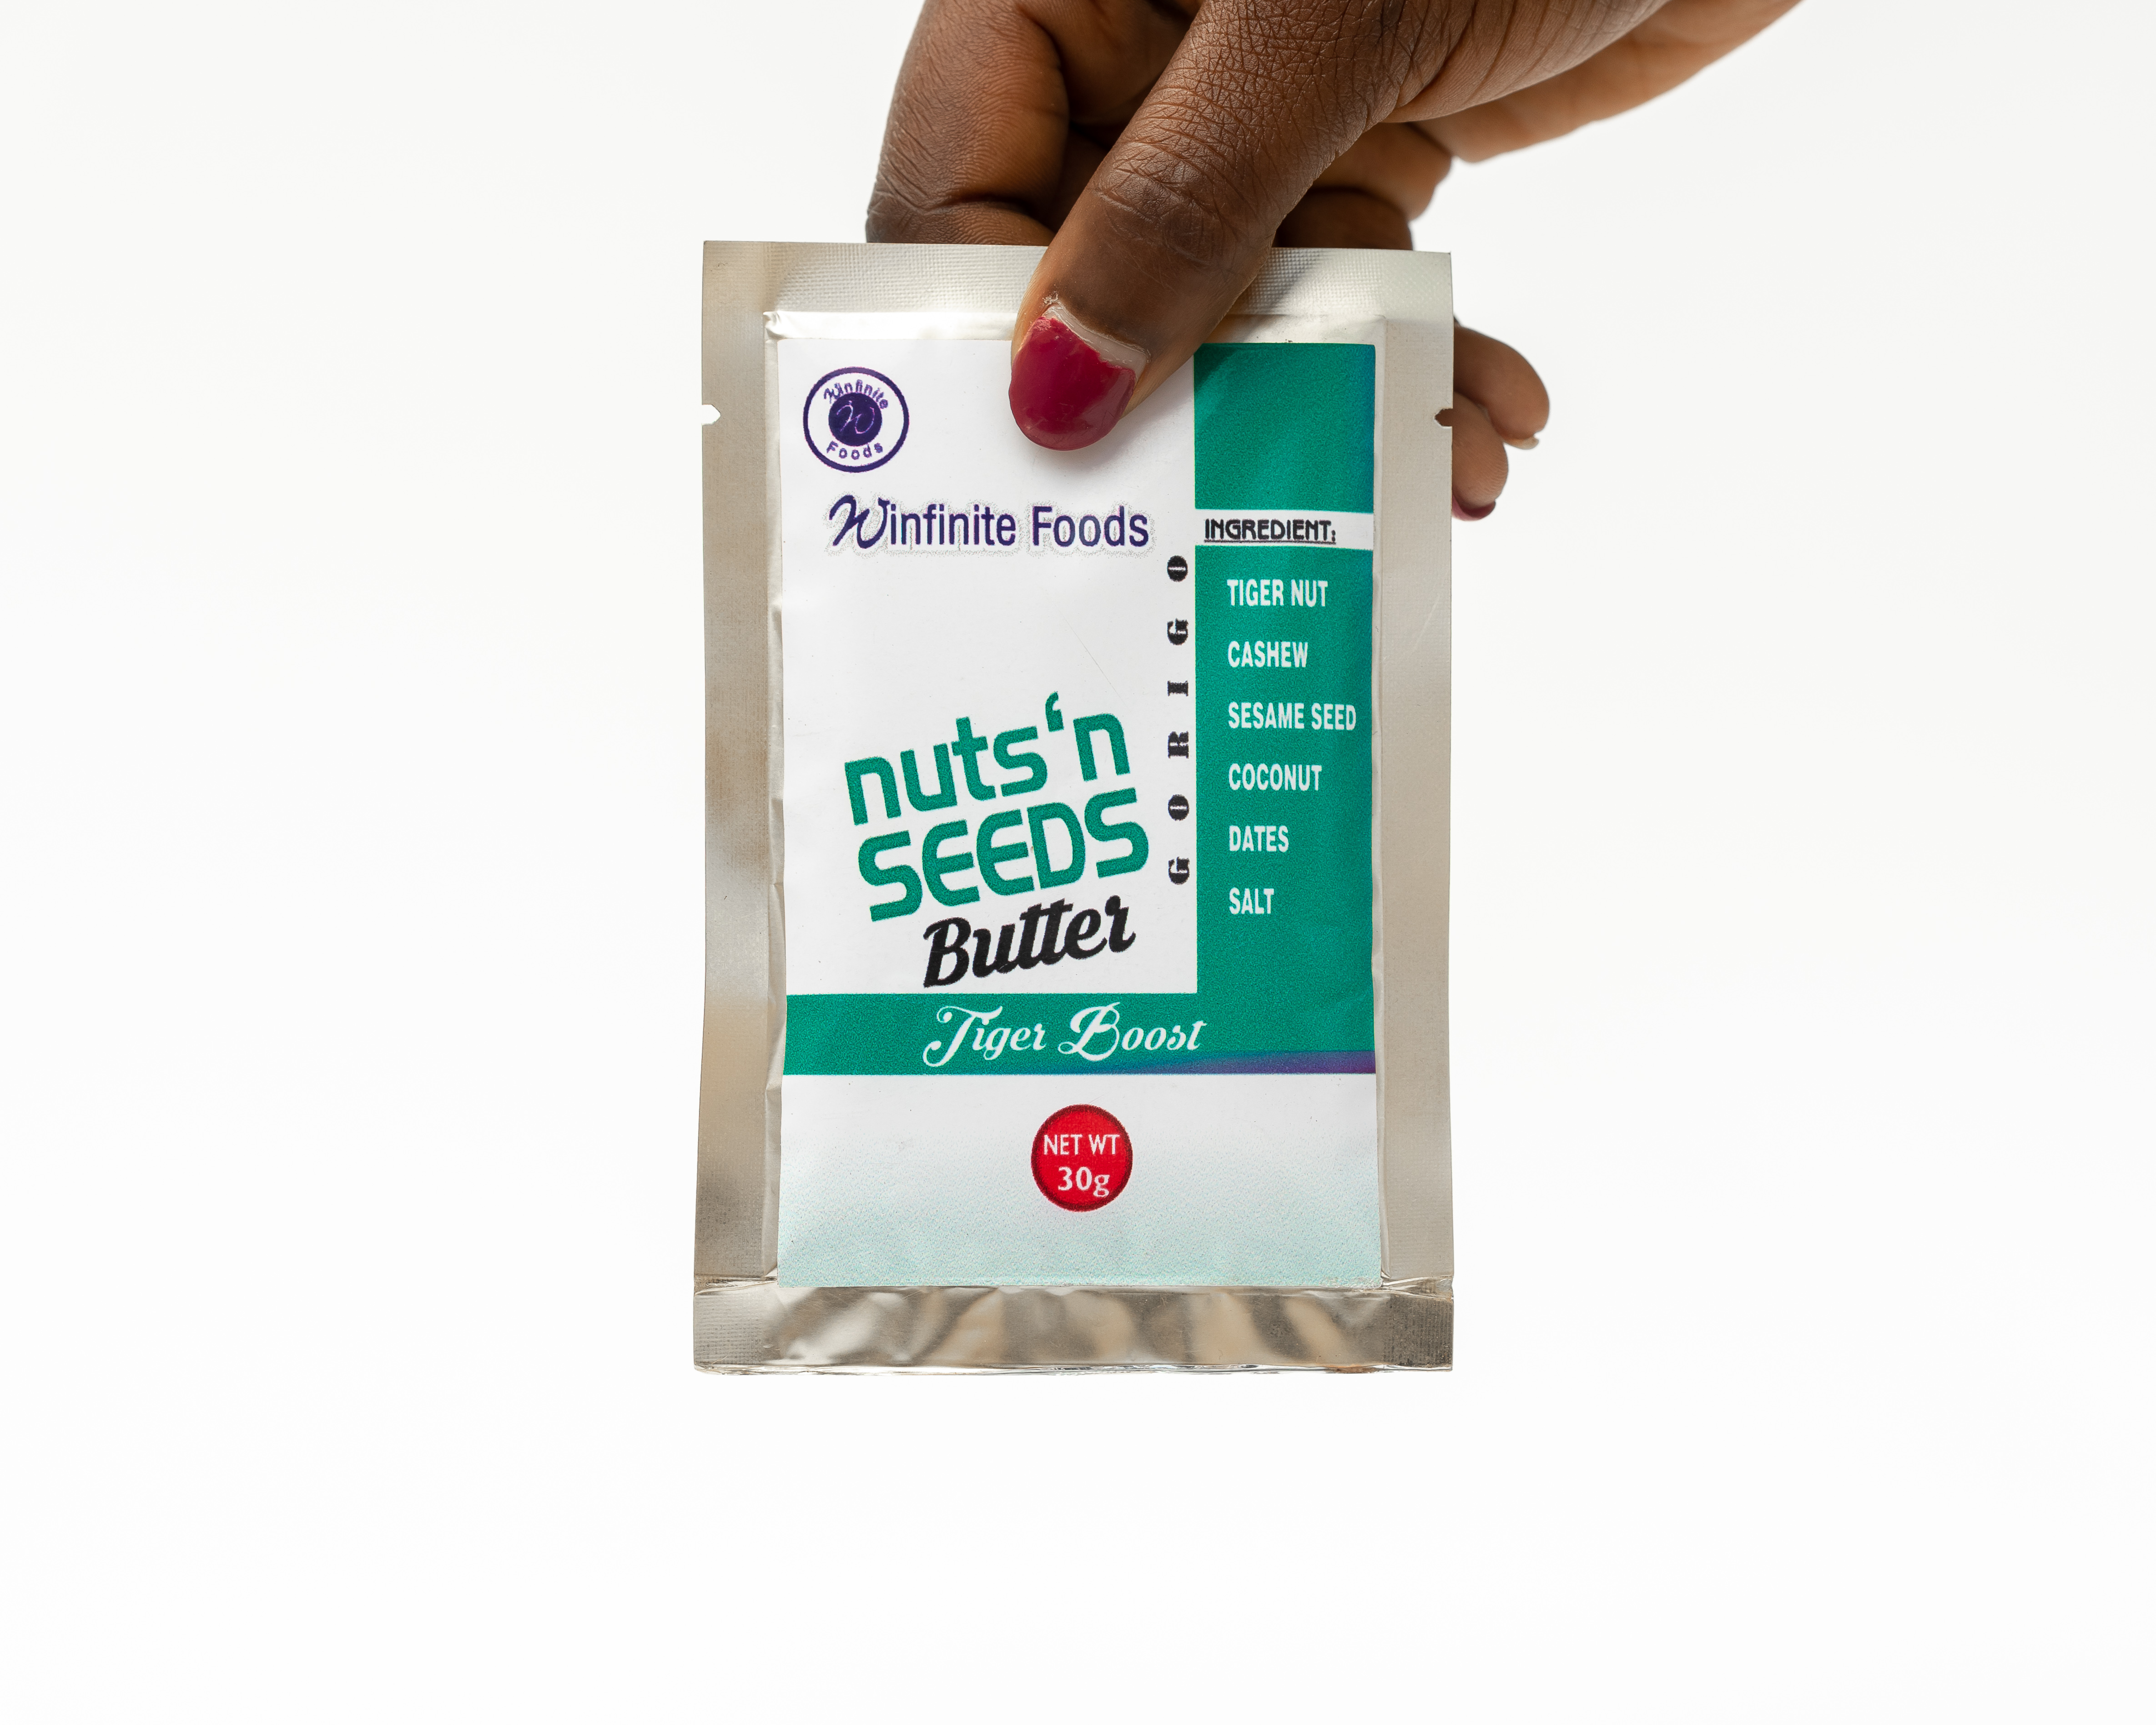 Winfinite
W
Foods
Winfinite Foods
GORIGO
nuts‘n
SEEDS
Butter
Tiger Boost
NET WT
30g
INGREDIENT:
TIGER NUT
CASHEW
SESAME SEED
COCONUT
DATES
SALT